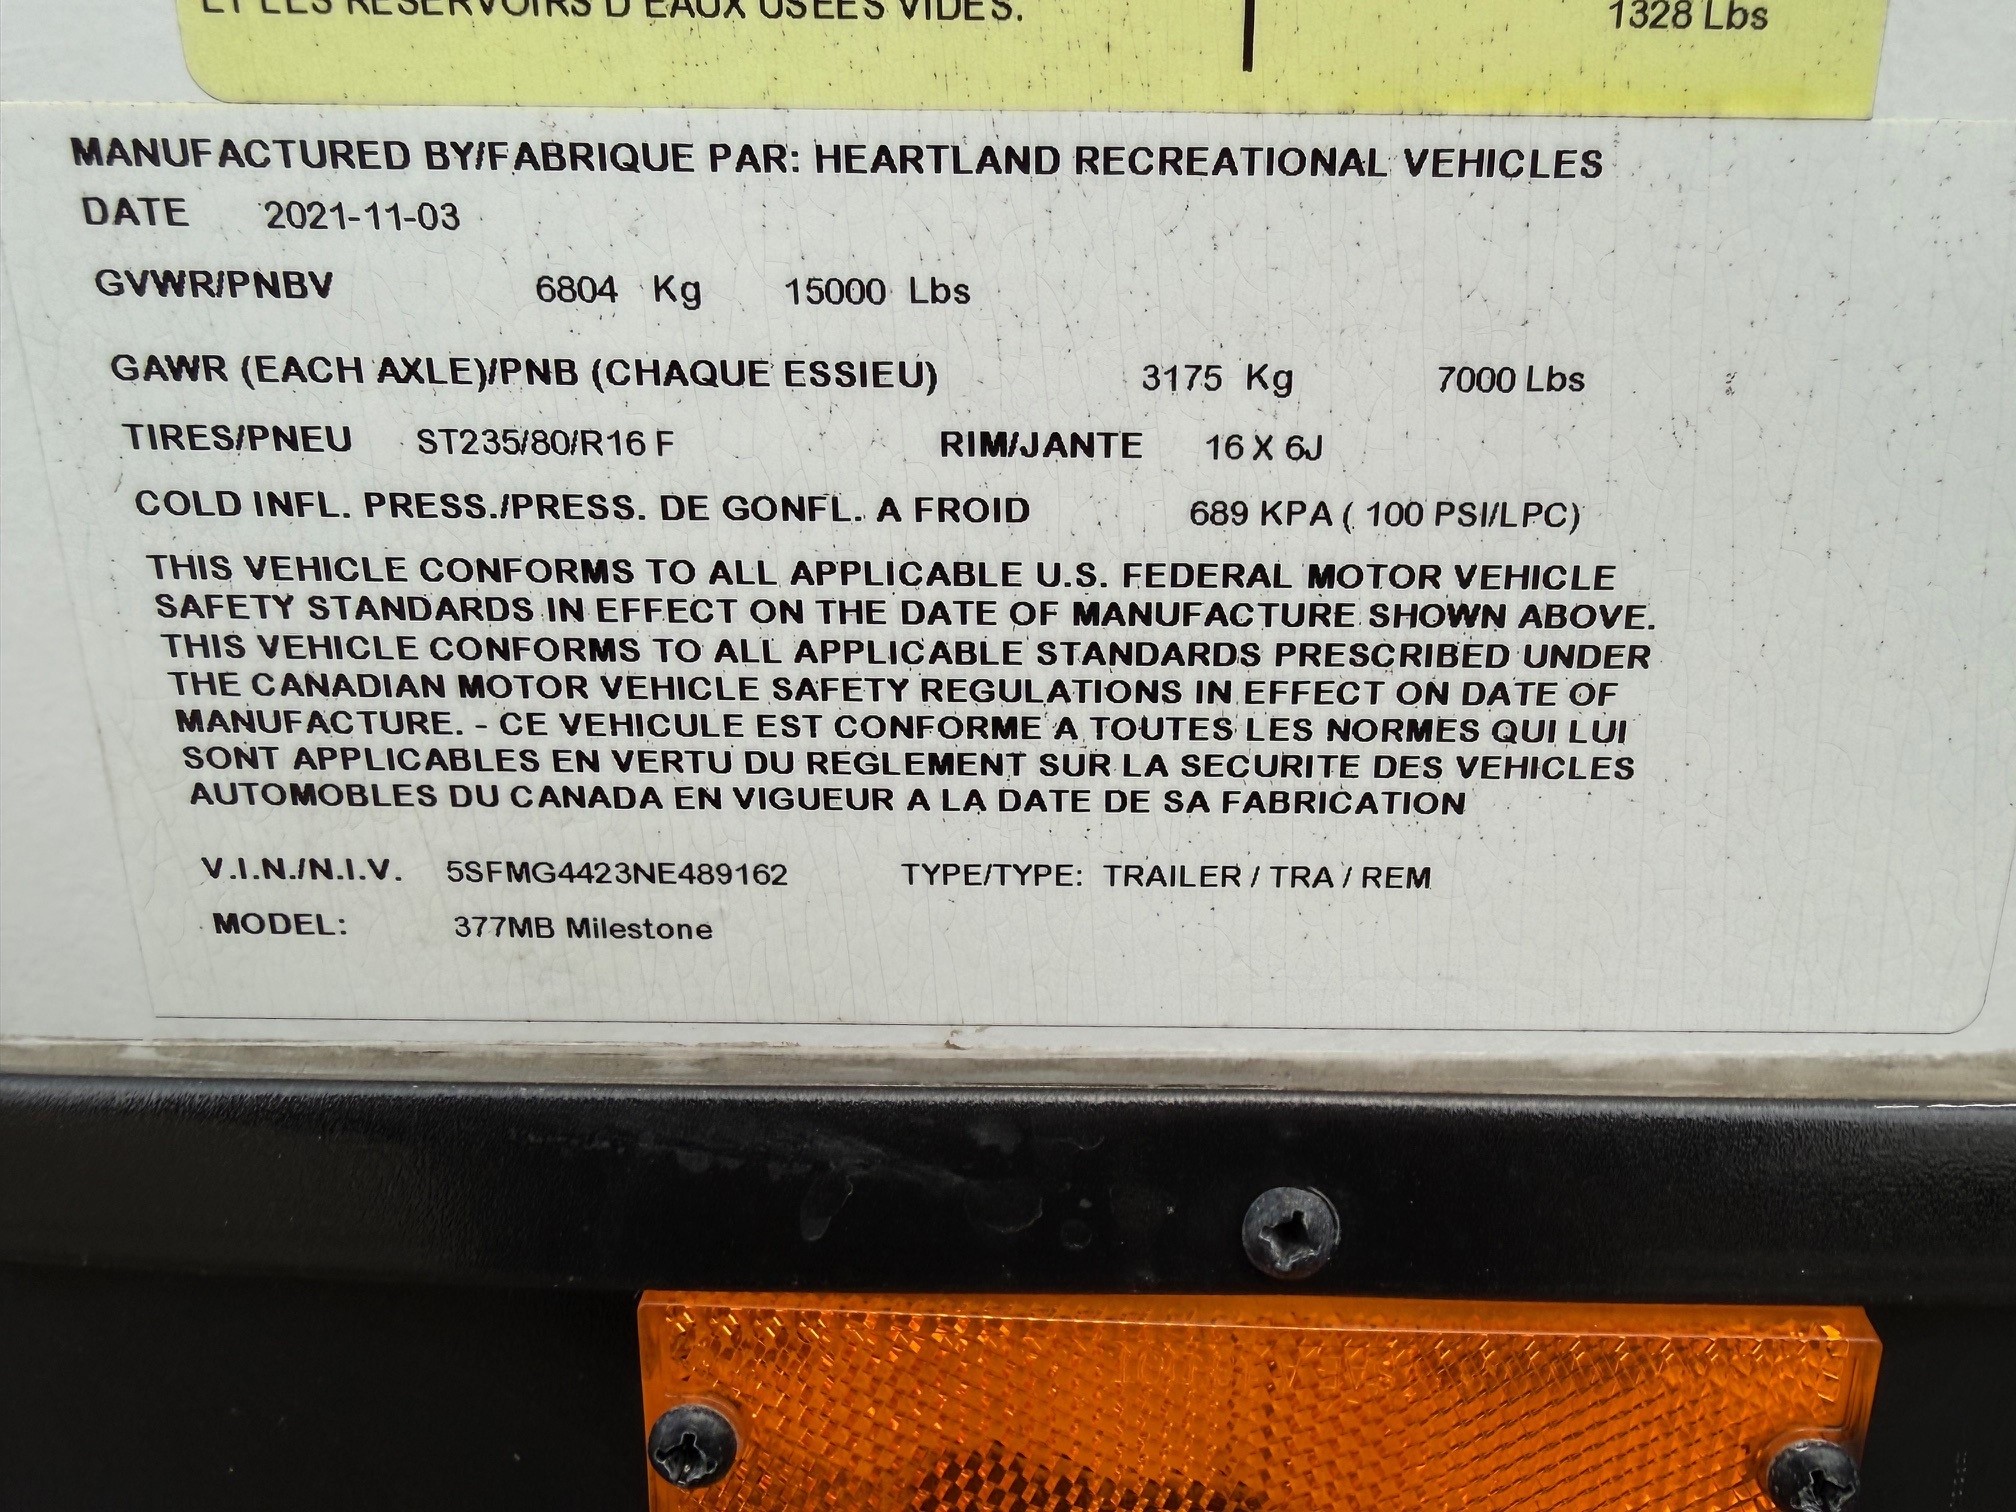 ET LES RESERVOIRS D'EAUX USEES VIDES.
1328 Lbs
MANUFACTURED BY/FABRIQUE PAR: HEARTLAND RECREATIONAL VEHICLES
DATE 2021-11-03
GVWR/PNBV 6804 Kg 15000 Lbs
GAWR (EACH AXLE)/PNB (CHAQUE ESSIEU) 3175 Kg 7000 Lbs
TIRES/PNEU ST235/80/R16 F RIM/JANTE 16 X 6J
COLD INFL. PRESS./PRESS. DE GONFL. A FROID 689 KPA ( 100 PSI/LPC)
THIS VEHICLE CONFORMS TO ALL APPLICABLE U.S. FEDERAL MOTOR VEHICLE
SAFETY STANDARDS IN EFFECT ON THE DATE OF MANUFACTURE SHOWN ABOVE.
THIS VEHICLE CONFORMS TO ALL APPLICABLE STANDARDS PRESCRIBED UNDER
THE CANADIAN MOTOR VEHICLE SAFETY REGULATIONS IN EFFECT ON DATE OF
MANUFACTURE. - CE VEHICULE EST CONFORME A TOUTES LES NORMES QUI LUI
SONT APPLICABLES EN VERTU DU REGLEMENT SUR LA SECURITE DES VEHICLES
AUTOMOBLES DU CANADA EN VIGUEUR A LA DATE DE SA FABRICATION
V.I.N./N.I.V. 5SFMG4423NE489162 TYPE/TYPE: TRAILER / TRA / REM
MODEL: 377MB Milestone